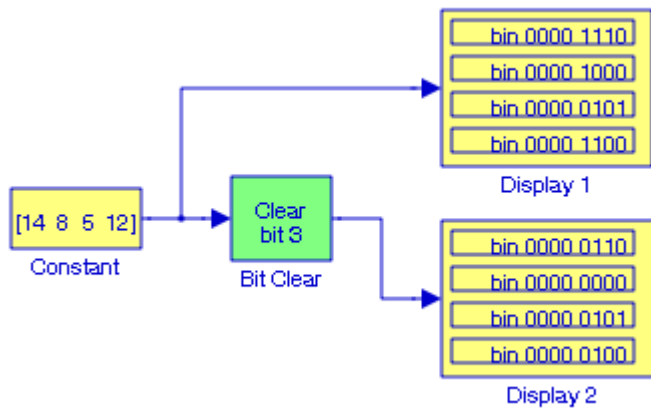 bin 0000 1110
bin 0000 1000
bin 0000 0101
bin 0000 1100
Display 1
[14 8 5 12]
Constant
Clear
bit 3
Bit Clear
bin 0000 0110
bin 0000 0000
bin 0000 0101
bin 0000 0100
Display 2